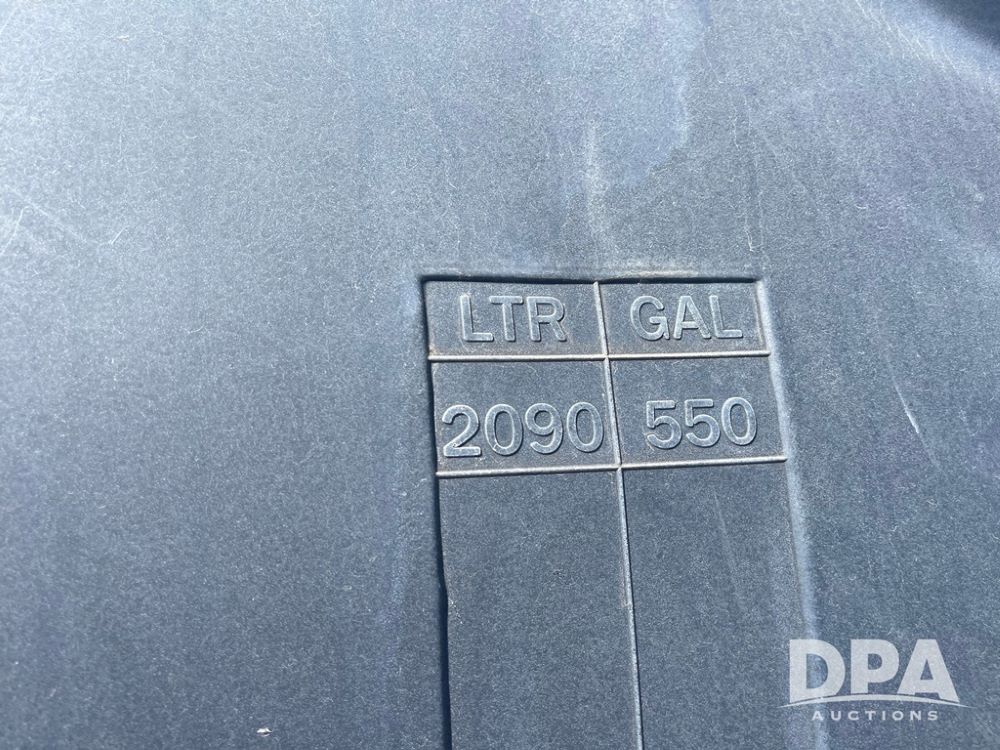 LTR GAL
2090 550
DPA
AUCTIONS